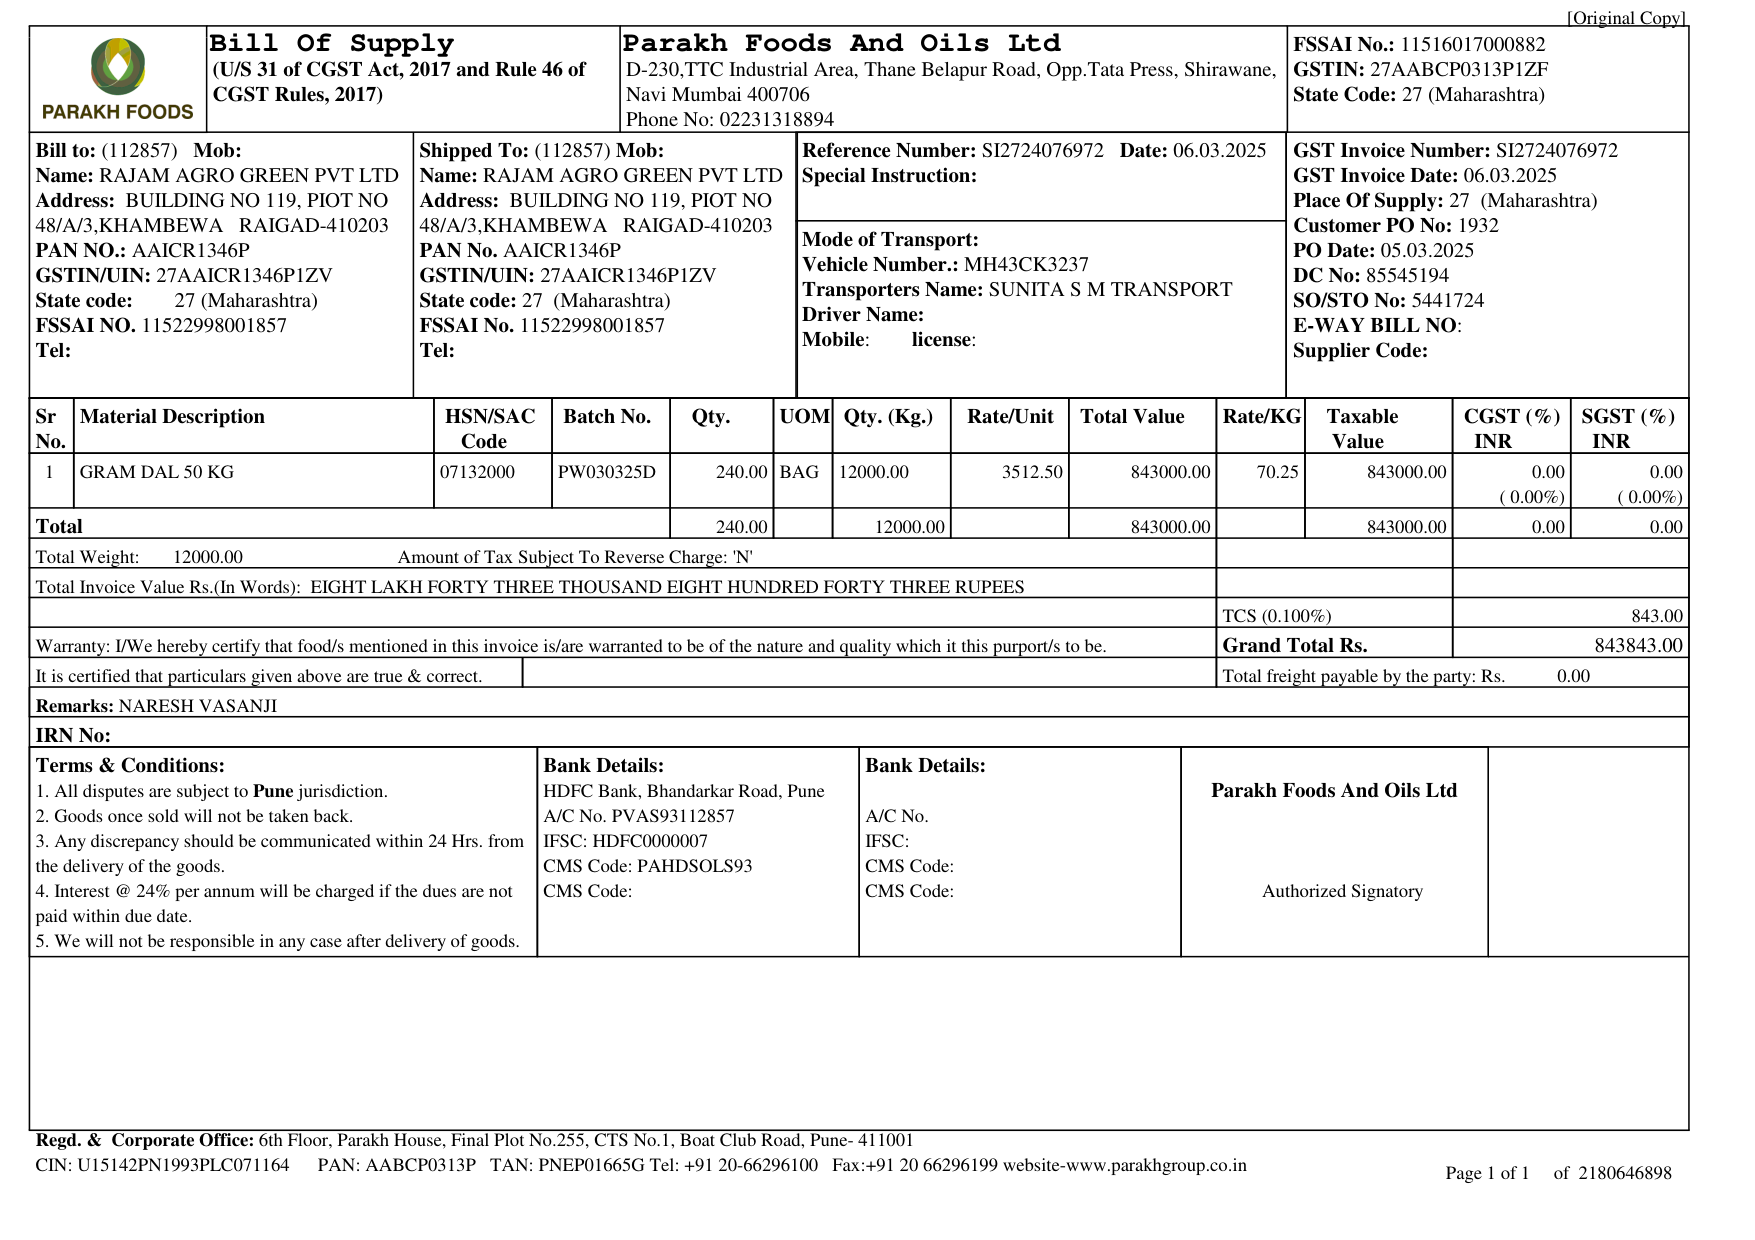 [Original Copy]
PARAKH FOODS
Bill Of Supply
(U/S 31 of CGST Act, 2017 and Rule 46 of
CGST Rules, 2017)
Parakh Foods And Oils Ltd
D-230,TTC Industrial Area, Thane Belapur Road, Opp.Tata Press, Shirawane,
Navi Mumbai 400706
Phone No: 02231318894
FSSAI No.: 11516017000882
GSTIN: 27AABCP0313P1ZF
State Code: 27 (Maharashtra)
Bill to: (112857) Mob:
Name: RAJAM AGRO GREEN PVT LTD
Address: BUILDING NO 119, PIOT NO
48/A/3,KHAMBEWA RAIGAD-410203
PAN NO.: AAICR1346P
GSTIN/UIN: 27AAICR1346P1ZV
State code: 27 (Maharashtra)
FSSAI NO. 11522998001857
Tel:
Shipped To: (112857) Mob:
Name: RAJAM AGRO GREEN PVT LTD
Address: BUILDING NO 119, PIOT NO
48/A/3,KHAMBEWA RAIGAD-410203
PAN No. AAICR1346P
GSTIN/UIN: 27AAICR1346P1ZV
State code: 27 (Maharashtra)
FSSAI No. 11522998001857
Tel:
Reference Number: SI2724076972 Date: 06.03.2025
Special Instruction:
Mode of Transport:
Vehicle Number.: MH43CK3237
Transporters Name: SUNITA S M TRANSPORT
Driver Name:
Mobile: license:
GST Invoice Number: SI2724076972
GST Invoice Date: 06.03.2025
Place Of Supply: 27 (Maharashtra)
Customer PO No: 1932
PO Date: 05.03.2025
DC No: 85545194
SO/STO No: 5441724
E-WAY BILL NO:
Supplier Code:
Sr Material Description HSN/SAC Batch No. Qty. UOM Qty. (Kg.) Rate/Unit Total Value Rate/KG Taxable CGST (%) SGST (%)
No. Code Value INR INR
1 GRAM DAL 50 KG 07132000 PW030325D 240.00 BAG 12000.00 3512.50 843000.00 70.25 843000.00 0.00 0.00
( 0.00%) ( 0.00%)
Total 240.00 12000.00 843000.00 843000.00 0.00 0.00
Total Weight: 12000.00 Amount of Tax Subject To Reverse Charge: 'N'
Total Invoice Value Rs.(In Words): EIGHT LAKH FORTY THREE THOUSAND EIGHT HUNDRED FORTY THREE RUPEES
TCS (0.100%) 843.00
Warranty: I/We hereby certify that food/s mentioned in this invoice is/are warranted to be of the nature and quality which it this purport/s to be. Grand Total Rs. 843843.00
It is certified that particulars given above are true & correct. Total freight payable by the party: Rs. 0.00
Remarks: NARESH VASANJI
IRN No:
Terms & Conditions:
1. All disputes are subject to Pune jurisdiction.
2. Goods once sold will not be taken back.
3. Any discrepancy should be communicated within 24 Hrs. from
the delivery of the goods.
4. Interest @ 24% per annum will be charged if the dues are not
paid within due date.
5. We will not be responsible in any case after delivery of goods.
Bank Details:
HDFC Bank, Bhandarkar Road, Pune
A/C No. PVAS93112857
IFSC: HDFC0000007
CMS Code: PAHDSOLS93
CMS Code:
Bank Details:
A/C No.
IFSC:
CMS Code:
CMS Code:
Parakh Foods And Oils Ltd
Authorized Signatory
Regd. & Corporate Office: 6th Floor, Parakh House, Final Plot No.255, CTS No.1, Boat Club Road, Pune- 411001
CIN: U15142PN1993PLC071164 PAN: AABCP0313P TAN: PNEP01665G Tel: +91 20-66296100 Fax:+91 20 66296199 website-www.parakhgroup.co.in
Page 1 of 1 of 2180646898